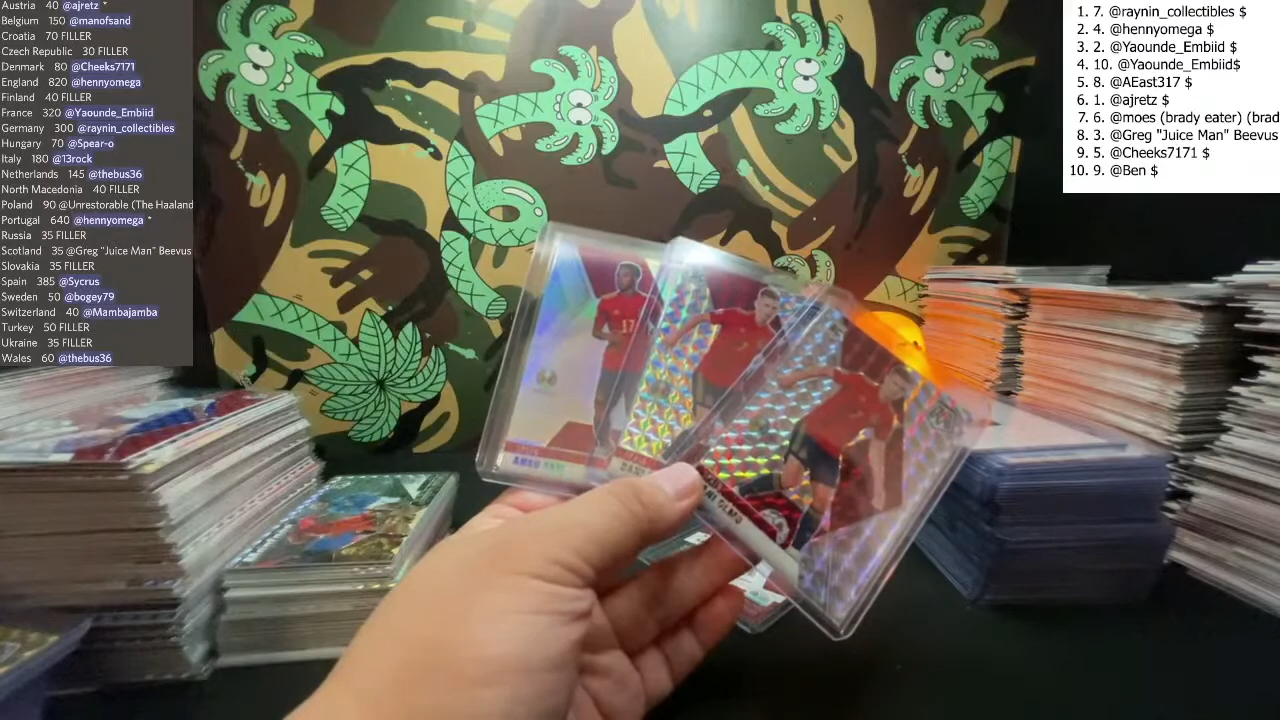 Austria 40 @ajretz *
Belgium 150 @manofsand
Croatia 70 FILLER
Czech Republic 30 FILLER
Denmark 80 @Cheeks7171
England 820 @hennyomega
Finland 40 FILLER
France 320 @Yaounde_Embiid
Germany 300 @raynin_collectibles
Hungary 70 @Spear-o
Italy 180 @13rock
Netherlands 145 @thebus36
North Macedonia 40 FILLER
Poland 90 @Unrestorable (The Haaland
Portugal 640 @hennyomega *
Russia 35 FILLER
Scotland 35 @Greg "Juice Man" Beevus
Slovakia 35 FILLER
Spain 385 @Sycrus
Sweden 50 @bogey79
Switzerland 40 @Mambajamba
Turkey 50 FILLER
Ukraine 35 FILLER
Wales 60 @thebus36
1. 7. @raynin_collectibles $
2. 4. @hennyomega $
3. 2. @Yaounde_Embiid $
4. 10. @Yaounde_Embiid$
5. 8. @AEast317 $
6. 1. @ajretz $
7. 6. @moes (brady eater) (brad
8. 3. @Greg "Juice Man" Beevus
9. 5. @Cheeks7171 $
10. 9. @Ben $
17
OLMO